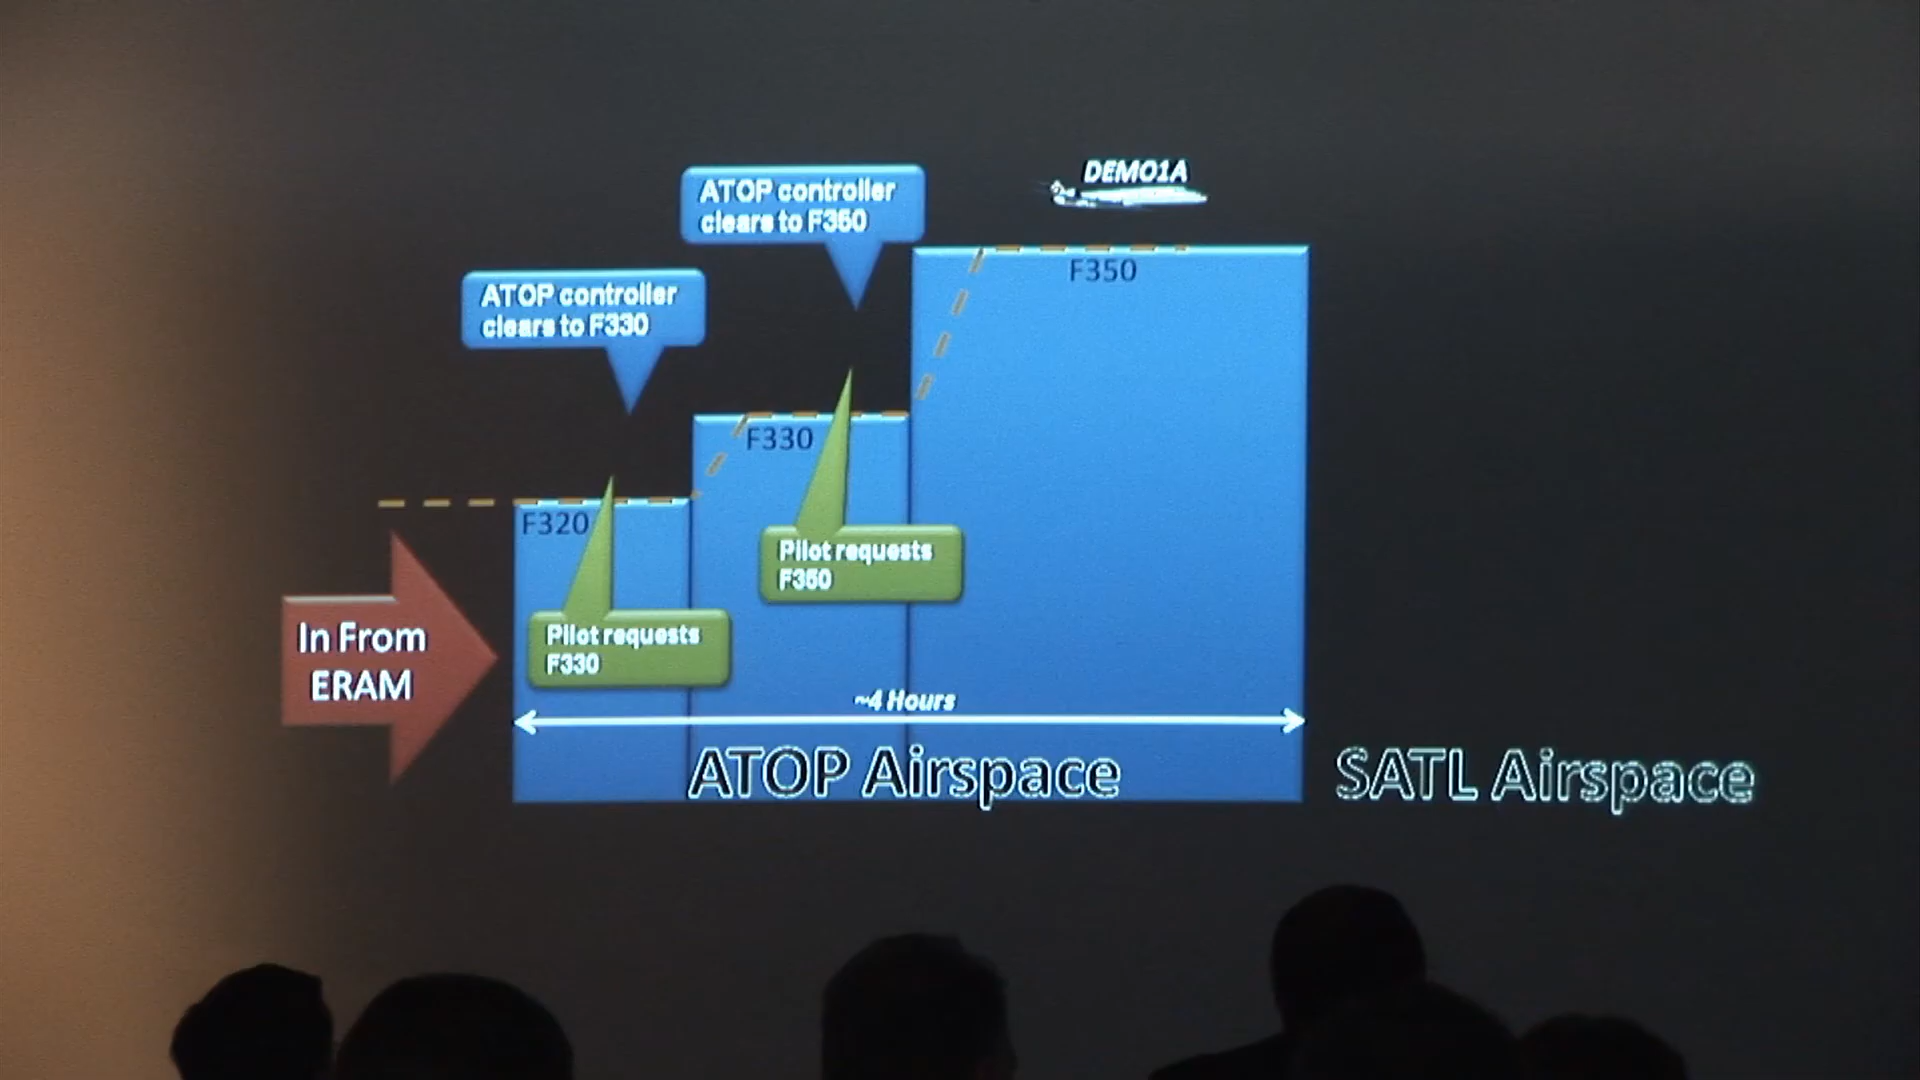 DEMO1A
ATOP controller
clears to F350
F350
ATOP controller
clears to F330
F330
F320
Pilot requests
F350
Pilot requests
F330
In From
ERAM
~4 Hours
ATOP Airspace
SATL Airspace